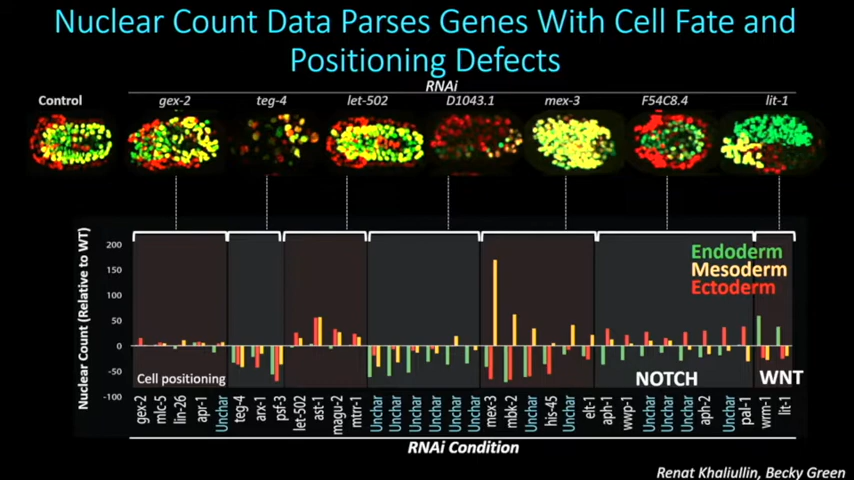 Nuclear Count Data Parses Genes With Cell Fate and
Positioning Defects
RNAi
Control gex-2 teg-4 let-502 D1043.1 mex-3 F54C8.4 lit-1
Nuclear Count (Relative to WT)
200
150
100
50
0
-50
-100
Endoderm
Mesoderm
Ectoderm
Cell positioning
NOTCH
WNT
gex-2 mlc-5 lin-26 apr-1 Unchar teg-4 arx-1 psf-3 let-502 ast-1 magu-2 mtrr-1 Unchar Unchar Unchar Unchar Unchar Unchar mex-3 mbk-2 Unchar his-45 Unchar elt-1 aph-1 wwp-1 Unchar Unchar Unchar aph-2 Unchar pal-1 wrm-1 lit-1
RNAi Condition
Renat Khaliullin, Becky Green